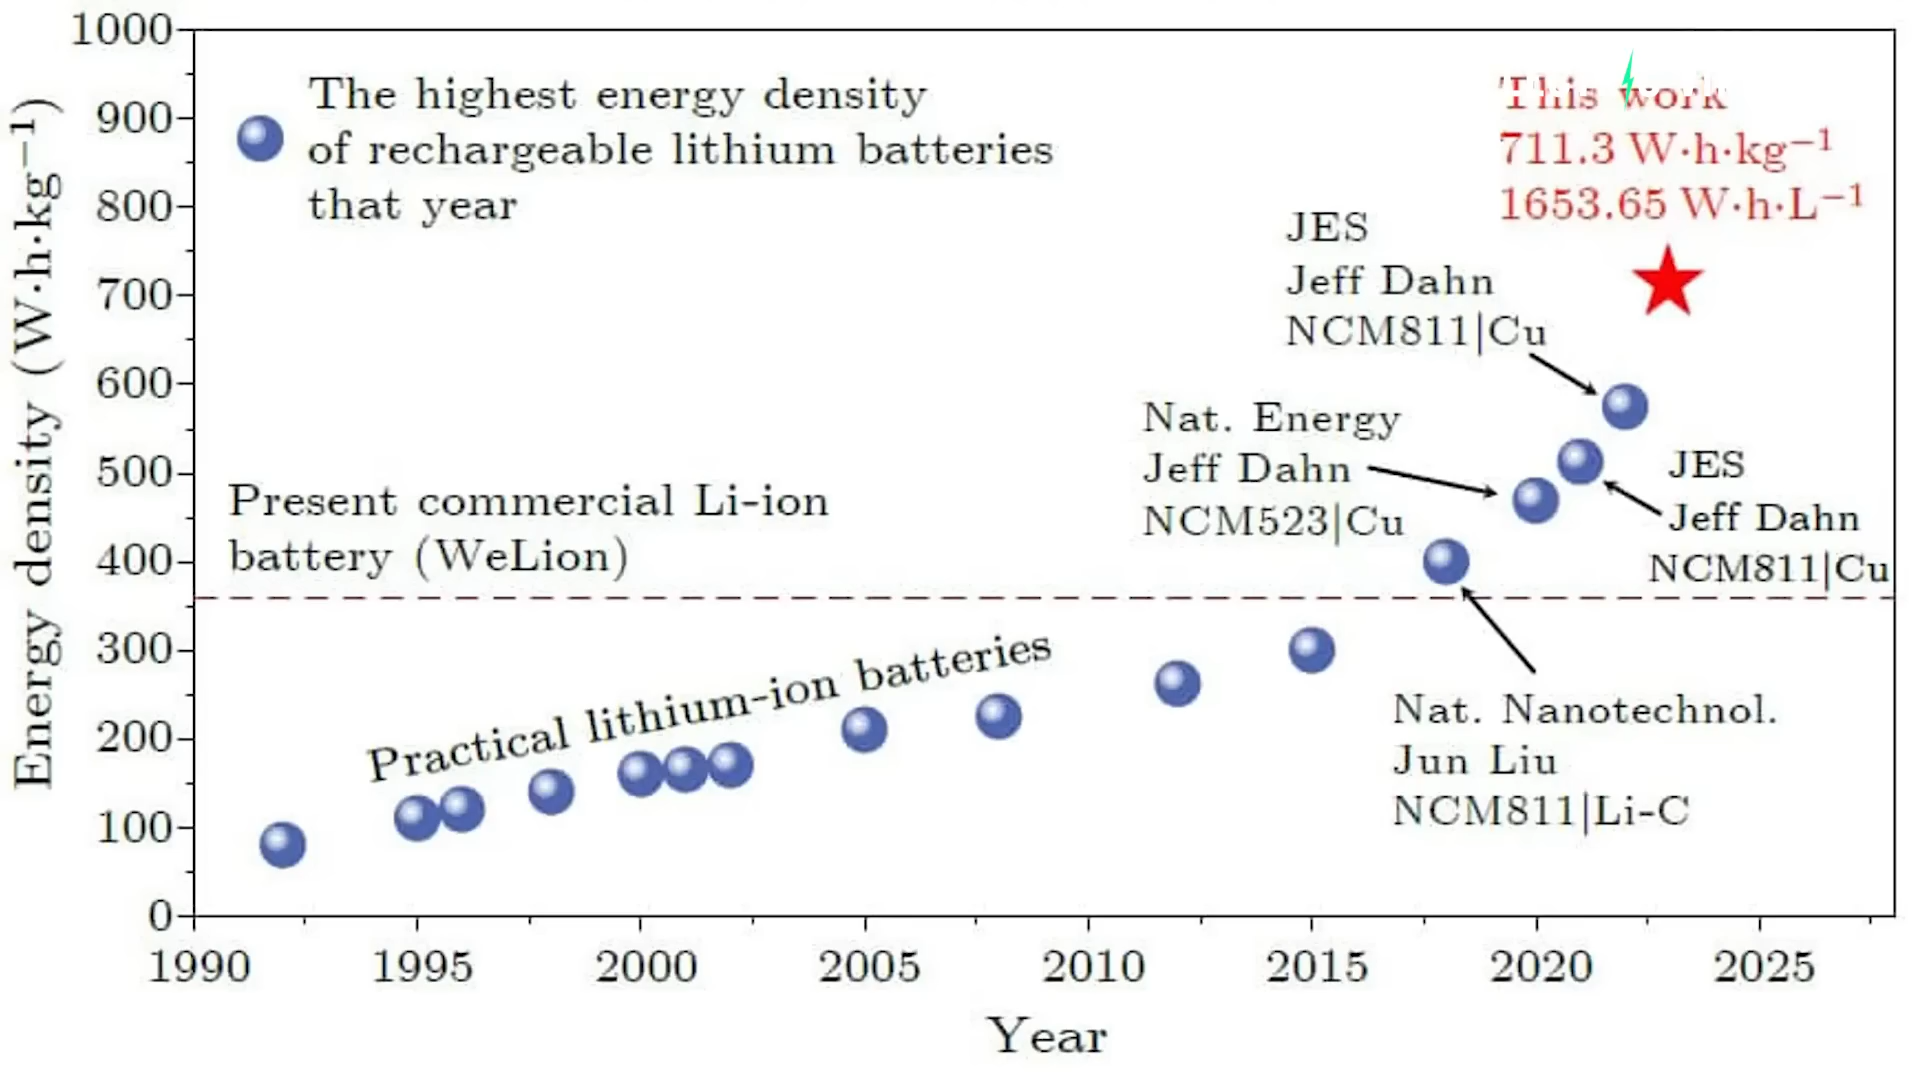 1000
900
800
700
600
500
400
300
200
100
0
Energy density (W·h·kg⁻¹)
The highest energy density
of rechargeable lithium batteries
that year
This work
711.3 W·h·kg⁻¹
1653.65 W·h·L⁻¹
JES
Jeff Dahn
NCM811|Cu
Nat. Energy
Jeff Dahn
NCM523|Cu
JES
Jeff Dahn
NCM811|Cu
Present commercial Li-ion
battery (WeLion)
Practical lithium-ion batteries
Nat. Nanotechnol.
Jun Liu
NCM811|Li-C
1990 1995 2000 2005 2010 2015 2020 2025
Year